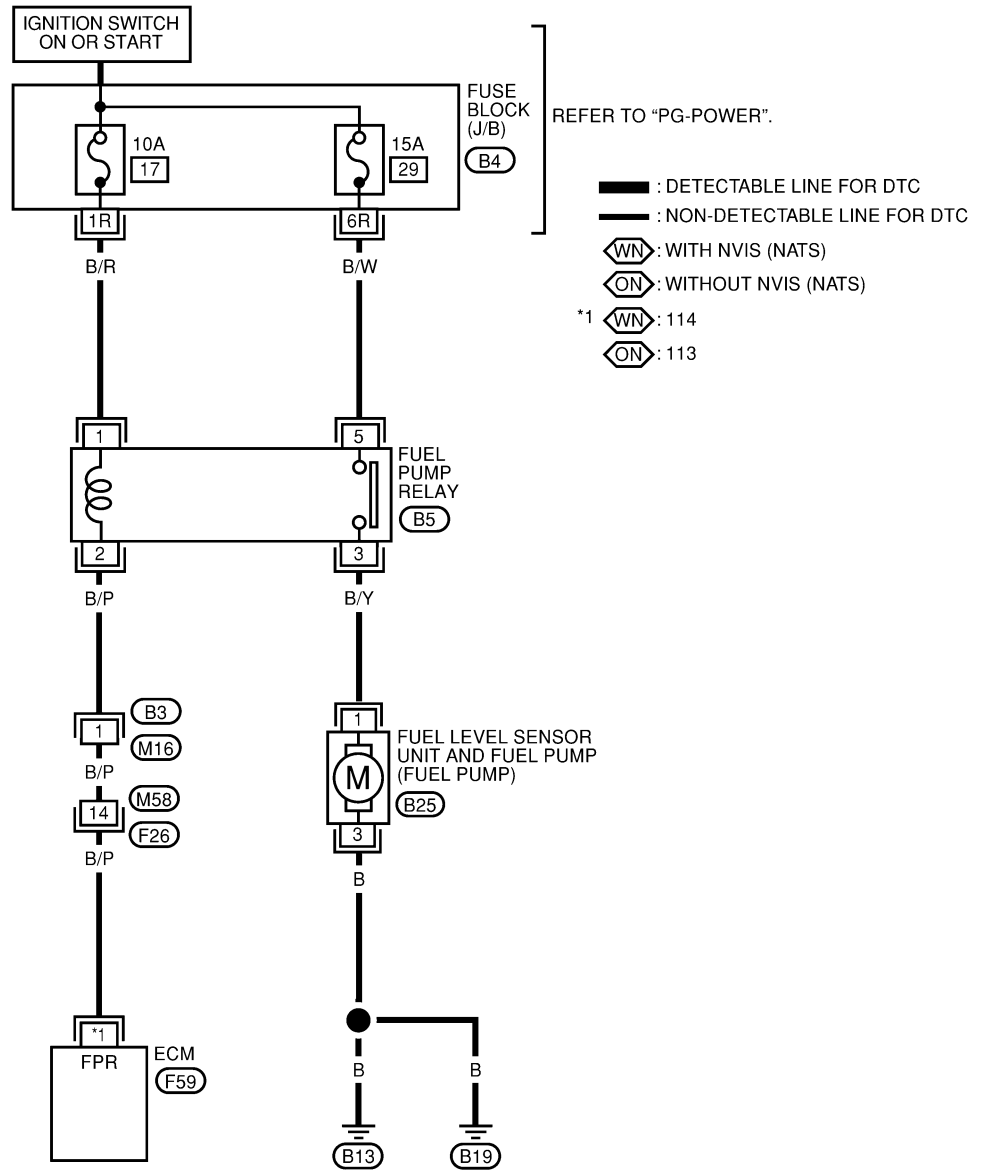 IGNITION SWITCH
ON OR START
FUSE
BLOCK
(J/B)
B4
REFER TO “PG-POWER”.
10A
17
15A
29
1R
6R
B/R
B/W
: DETECTABLE LINE FOR DTC
: NON-DETECTABLE LINE FOR DTC
WN : WITH NVIS (NATS)
ON : WITHOUT NVIS (NATS)
*1 WN : 114
ON : 113
1
5
FUEL
PUMP
RELAY
B5
2
3
B/P
B/Y
B3
1
M16
B/P
M58
14
F26
B/P
1
FUEL LEVEL SENSOR
UNIT AND FUEL PUMP
(FUEL PUMP)
M
B25
3
B
*1
FPR
ECM
F59
B
B
B13
B19